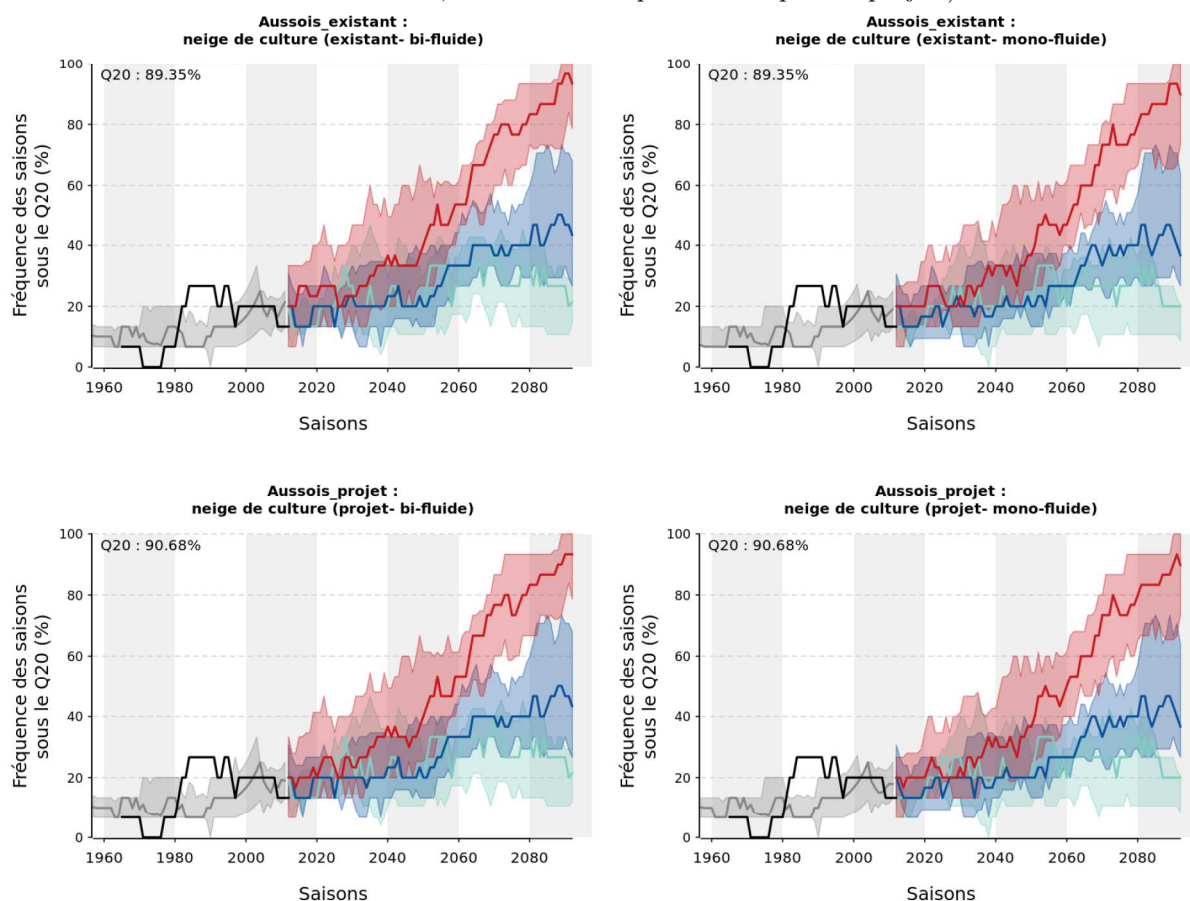 Aussois_existant :
neige de culture (existant- bi-fluide)
Q20 : 89.35%
Fréquence des saisons
sous le Q20 (%)
100
80
60
40
20
0
1960 1980 2000 2020 2040 2060 2080
Saisons
Aussois_existant :
neige de culture (existant- mono-fluide)
Q20 : 89.35%
Fréquence des saisons
sous le Q20 (%)
100
80
60
40
20
0
1960 1980 2000 2020 2040 2060 2080
Saisons
Aussois_projet :
neige de culture (projet- bi-fluide)
Q20 : 90.68%
Fréquence des saisons
sous le Q20 (%)
100
80
60
40
20
0
1960 1980 2000 2020 2040 2060 2080
Saisons
Aussois_projet :
neige de culture (projet- mono-fluide)
Q20 : 90.68%
Fréquence des saisons
sous le Q20 (%)
100
80
60
40
20
0
1960 1980 2000 2020 2040 2060 2080
Saisons